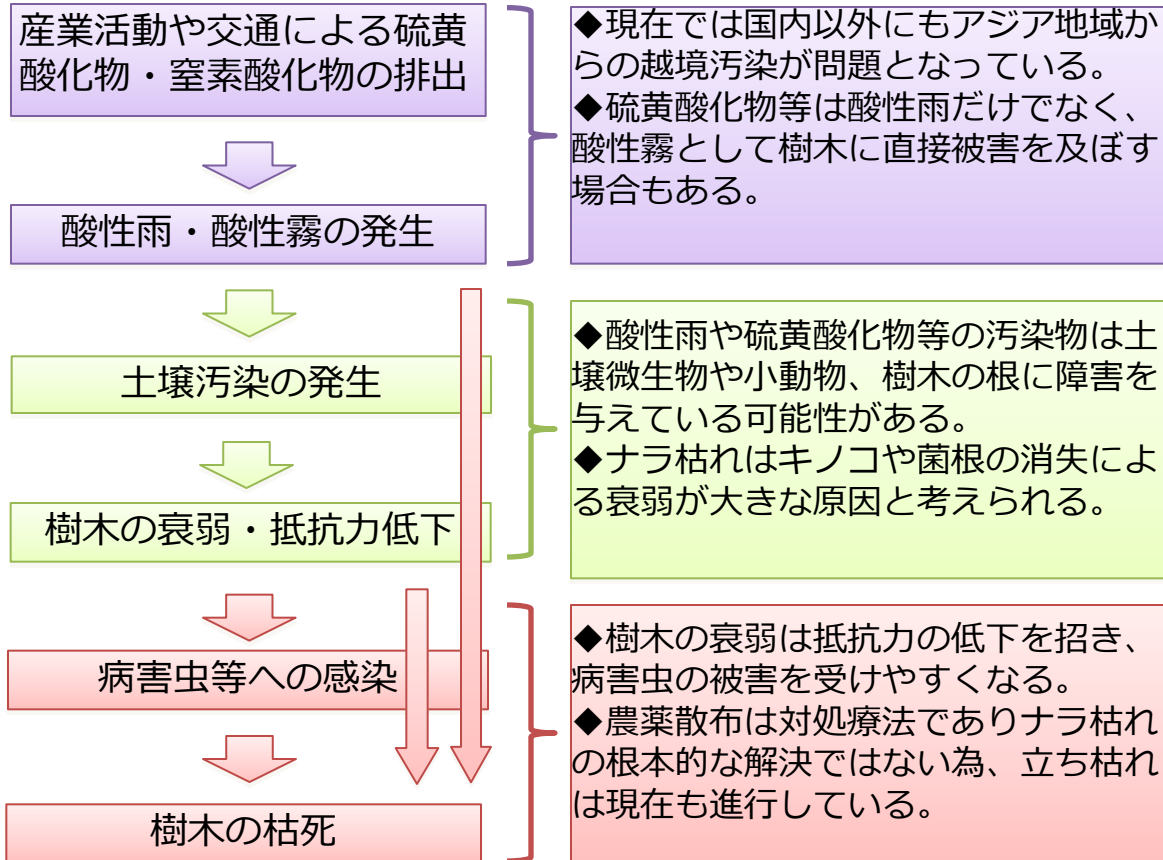 産業活動や交通による硫黄
酸化物・窒素酸化物の排出
酸性雨・酸性霧の発生
土壌汚染の発生
樹木の衰弱・抵抗力低下
病害虫等への感染
樹木の枯死
◆現在では国内以外にもアジア地域か
らの越境汚染が問題となっている。
◆硫黄酸化物等は酸性雨だけでなく、
酸性霧として樹木に直接被害を及ぼす
場合もある。
◆酸性雨や硫黄酸化物等の汚染物は土
壌微生物や小動物、樹木の根に障害を
与えている可能性がある。
◆ナラ枯れはキノコや菌根の消失によ
る衰弱が大きな原因と考えられる。
◆樹木の衰弱は抵抗力の低下を招き、
病害虫の被害を受けやすくなる。
◆農薬散布は対処療法でありナラ枯れ
の根本的な解決ではない為、立ち枯れ
は現在も進行している。